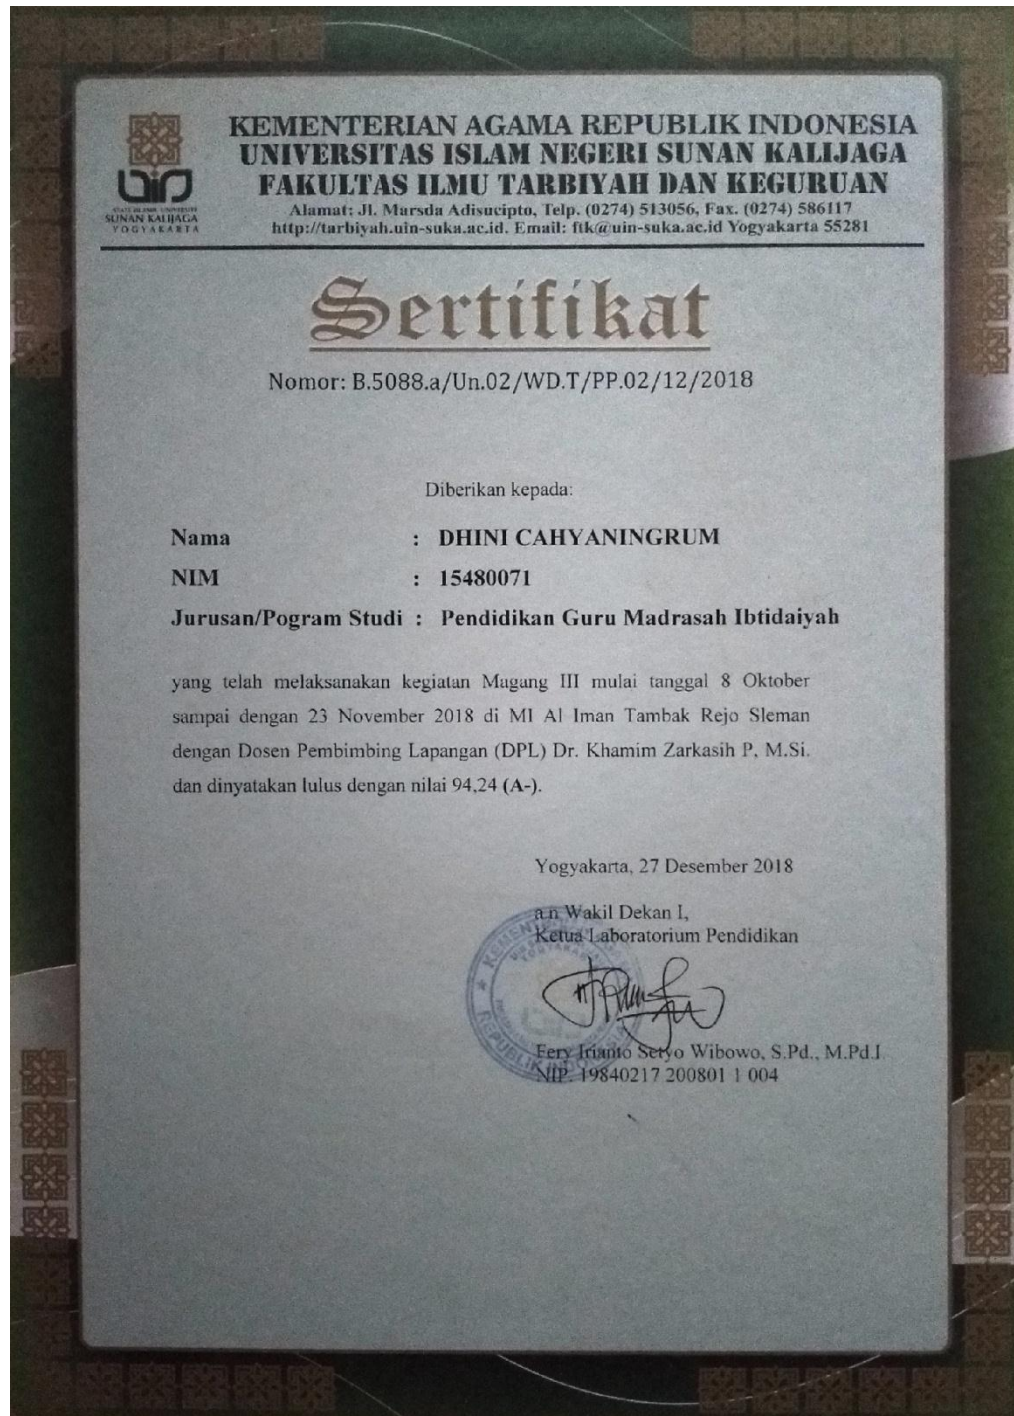 KEMENTERIAN AGAMA REPUBLIK INDONESIA
UNIVERSITAS ISLAM NEGERI SUNAN KALIJAGA
FAKULTAS ILMU TARBIYAH DAN KEGURUAN
Alamat: Jl. Marsda Adisucipto, Telp. (0274) 513056, Fax. (0274) 586117
http://tarbiyah.uin-suka.ac.id. Email: ftk@uin-suka.ac.id Yogyakarta 55281
uin
STATE ISLAMIC UNIVERSITY
SUNAN KALIJAGA
YOGYAKARTA
Sertifikat
Nomor: B.5088.a/Un.02/WD.T/PP.02/12/2018
Diberikan kepada:
Nama : DHINI CAHYANINGRUM
NIM : 15480071
Jurusan/Pogram Studi : Pendidikan Guru Madrasah Ibtidaiyah
yang telah melaksanakan kegiatan Magang III mulai tanggal 8 Oktober
sampai dengan 23 November 2018 di MI Al Iman Tambak Rejo Sleman
dengan Dosen Pembimbing Lapangan (DPL) Dr. Khamim Zarkasih P, M.Si.
dan dinyatakan lulus dengan nilai 94,24 (A-).
Yogyakarta, 27 Desember 2018
a.n Wakil Dekan I,
Ketua Laboratorium Pendidikan
REPUBLIK INDONESIA
Fery Irianto Setyo Wibowo, S.Pd., M.Pd.I
NIP. 19840217 200801 1 004